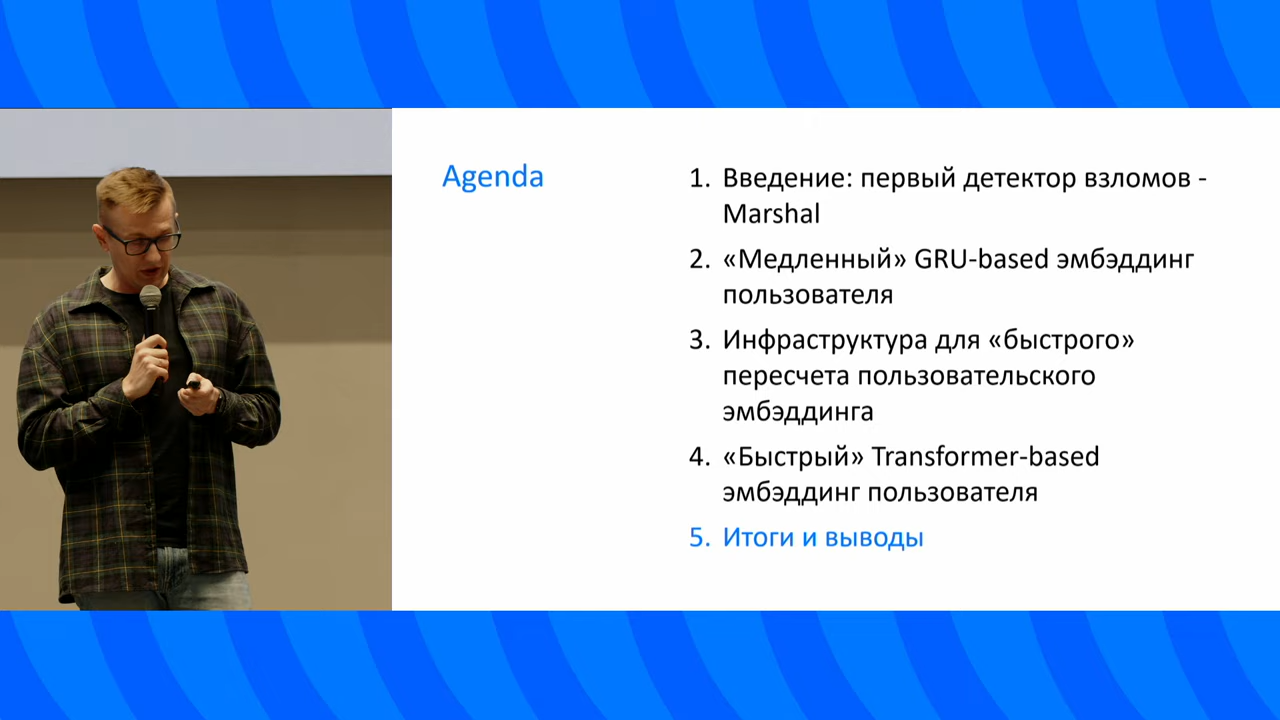 Agenda
1. Введение: первый детектор взломов -
Marshal
2. «Медленный» GRU-based эмбэддинг
пользователя
3. Инфраструктура для «быстрого»
пересчета пользовательского
эмбэддинга
4. «Быстрый» Transformer-based
эмбэддинг пользователя
5. Итоги и выводы